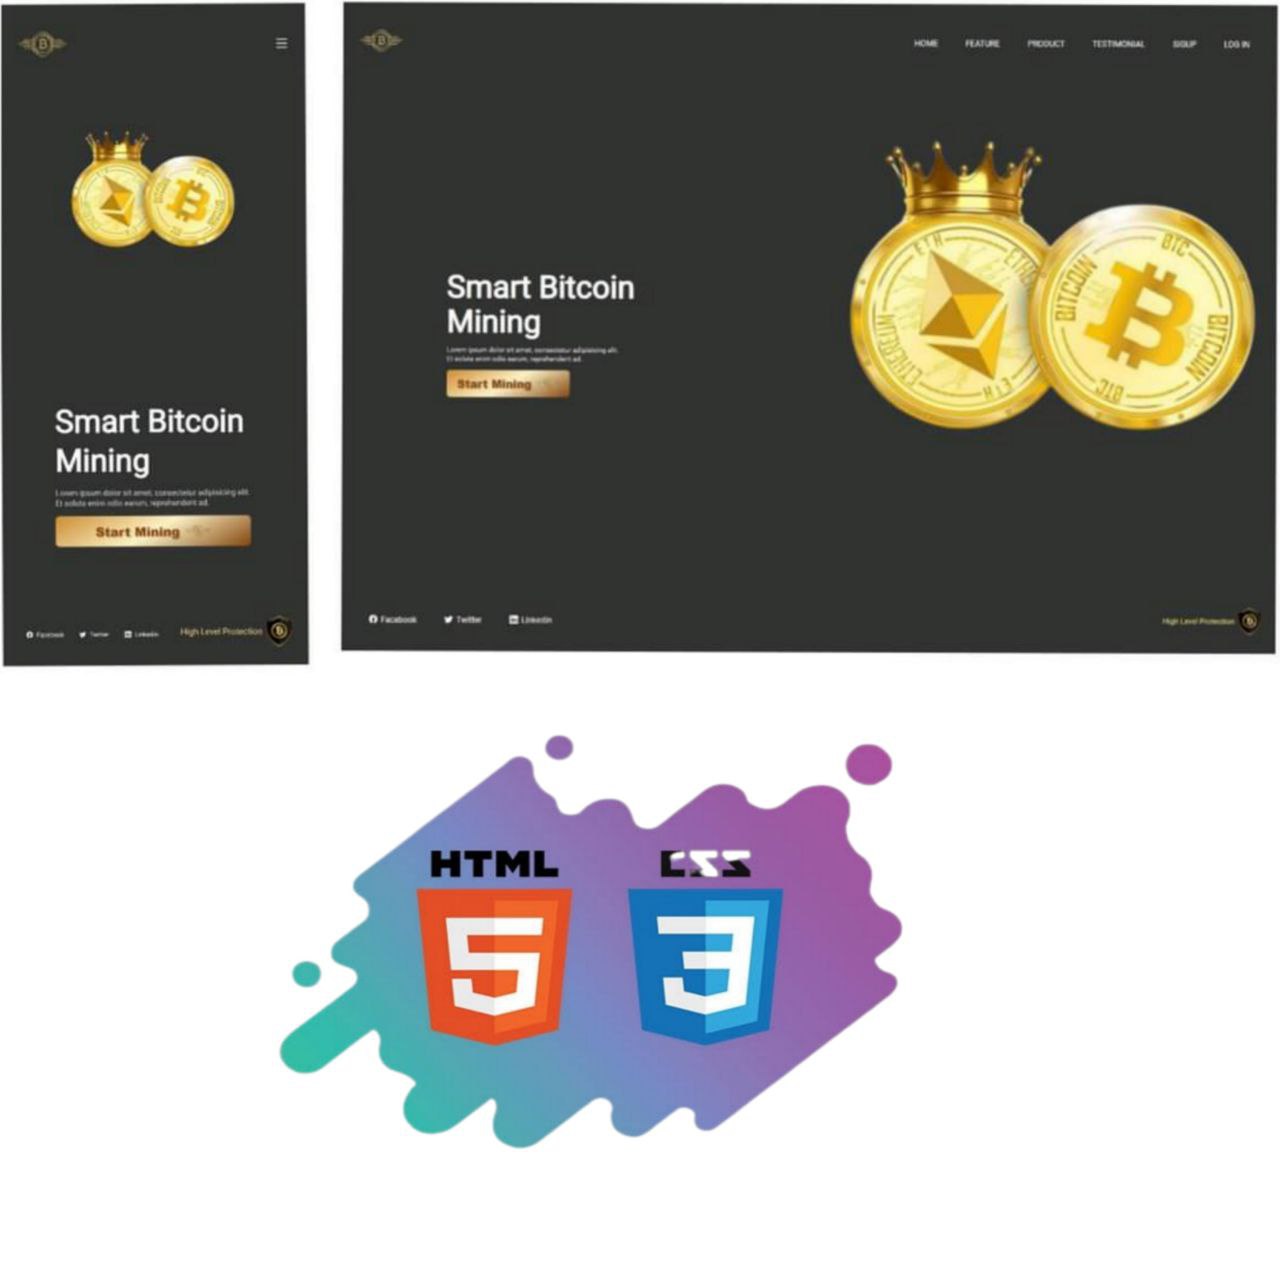 Smart Bitcoin
Mining
Lorem ipsum dolor sit amet, consectetur adipisicing elit.
Et soluta enim odio earum, reprehenderit ad.
Start Mining
Facebook Twitter Linkedin High Level Protection
HOME FEATURE PRODUCT TESTIMONIAL SIGUP LOG IN
ETH
ETHEREUM
ETH
BTC
BITCOIN
BITCOIN
BTC
Smart Bitcoin
Mining
Lorem ipsum dolor sit amet, consectetur adipisicing elit.
Et soluta enim odio earum, reprehenderit ad.
Start Mining
Facebook Twitter Linkedin
High Level Protection
HTML CSS
5 3